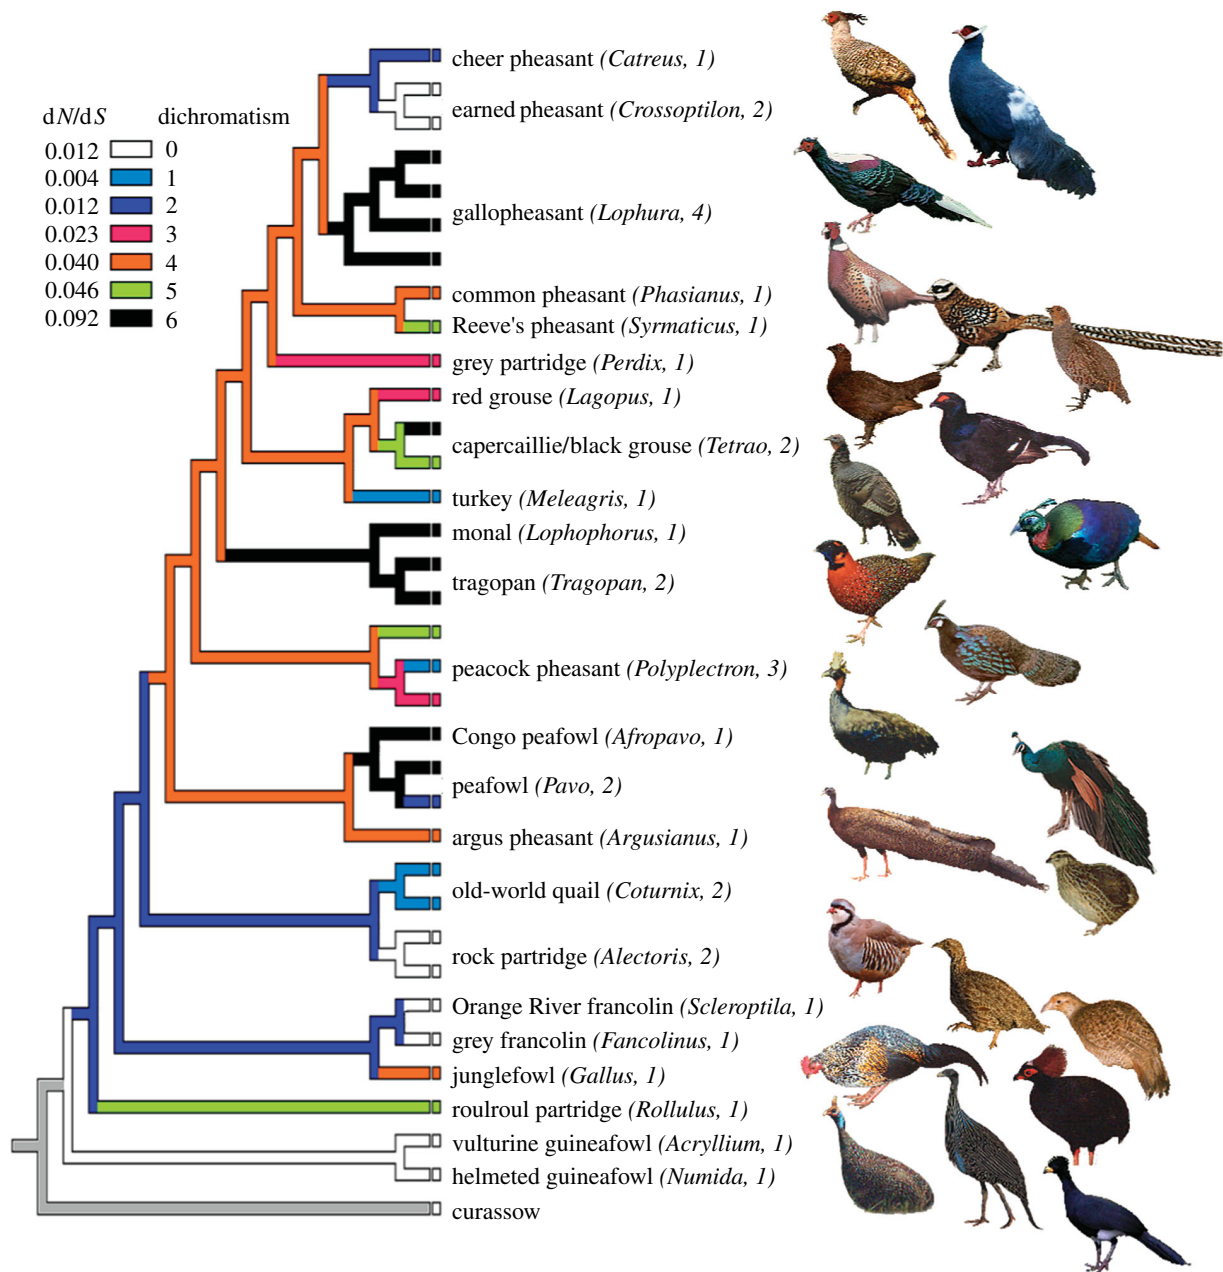 dN/dS dichromatism
0.012 0
0.004 1
0.012 2
0.023 3
0.040 4
0.046 5
0.092 6
cheer pheasant (Catreus, 1)
earned pheasant (Crossoptilon, 2)
gallopheasant (Lophura, 4)
common pheasant (Phasianus, 1)
Reeve's pheasant (Syrmaticus, 1)
grey partridge (Perdix, 1)
red grouse (Lagopus, 1)
capercaillie/black grouse (Tetrao, 2)
turkey (Meleagris, 1)
monal (Lophophorus, 1)
tragopan (Tragopan, 2)
peacock pheasant (Polyplectron, 3)
Congo peafowl (Afropavo, 1)
peafowl (Pavo, 2)
argus pheasant (Argusianus, 1)
old-world quail (Coturnix, 2)
rock partridge (Alectoris, 2)
Orange River francolin (Scleroptila, 1)
grey francolin (Fancolinus, 1)
junglefowl (Gallus, 1)
roulroul partridge (Rollulus, 1)
vulturine guineafowl (Acryllium, 1)
helmeted guineafowl (Numida, 1)
curassow